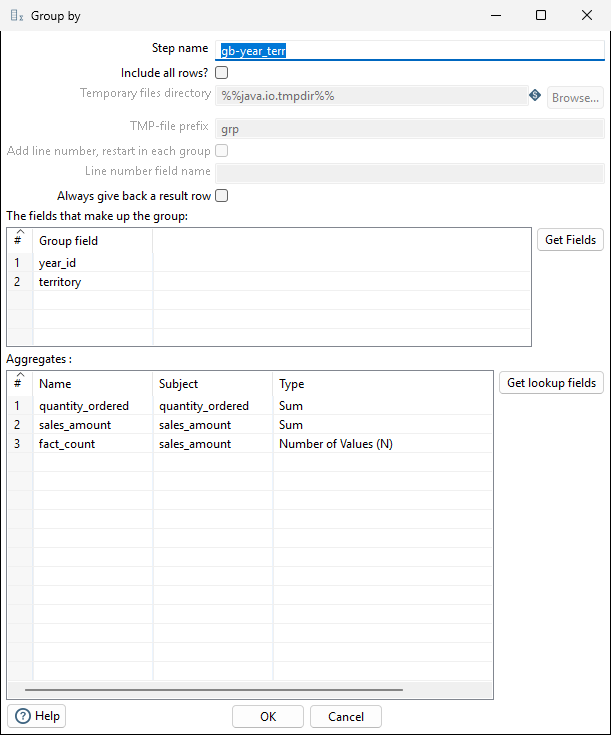 Group by
Step name gb-year_terr
Include all rows?
Temporary files directory %%java.io.tmpdir%% S Browse...
TMP-file prefix grp
Add line number, restart in each group
Line number field name
Always give back a result row
The fields that make up the group:
# Group field
Get Fields
1 year_id
2 territory
Aggregates :
# Name Subject Type
Get lookup fields
1 quantity_ordered quantity_ordered Sum
2 sales_amount sales_amount Sum
3 fact_count sales_amount Number of Values (N)
? Help OK Cancel